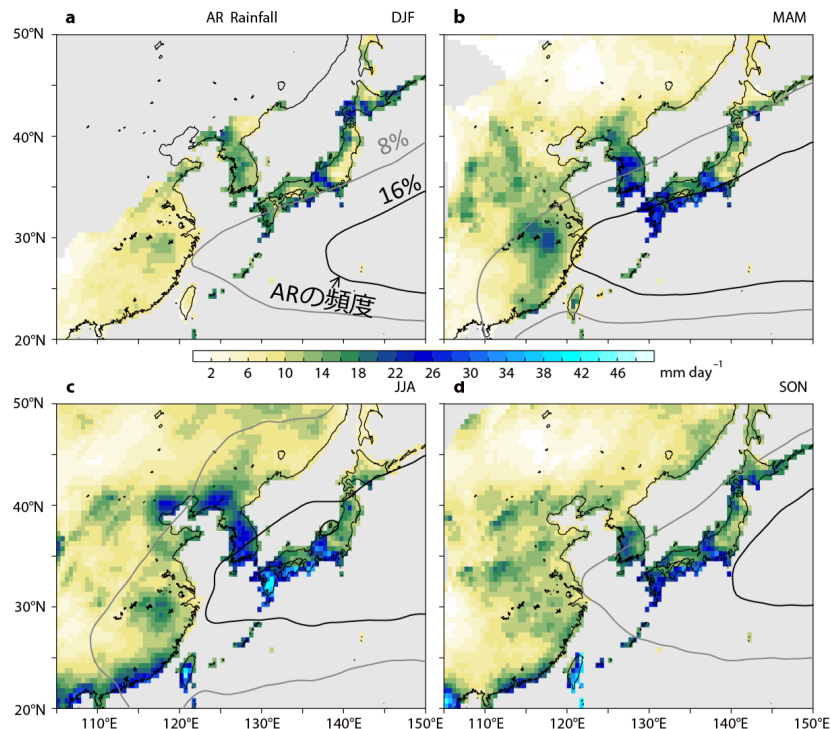 a AR Rainfall DJF
b MAM
50°N
40°N
30°N
20°N
8%
16%
ARの頻度
2 6 10 14 18 22 26 30 34 38 42 46 mm day⁻¹
c JJA
d SON
50°N
40°N
30°N
20°N
110°E 120°E 130°E 140°E 150°E
110°E 120°E 130°E 140°E 150°E